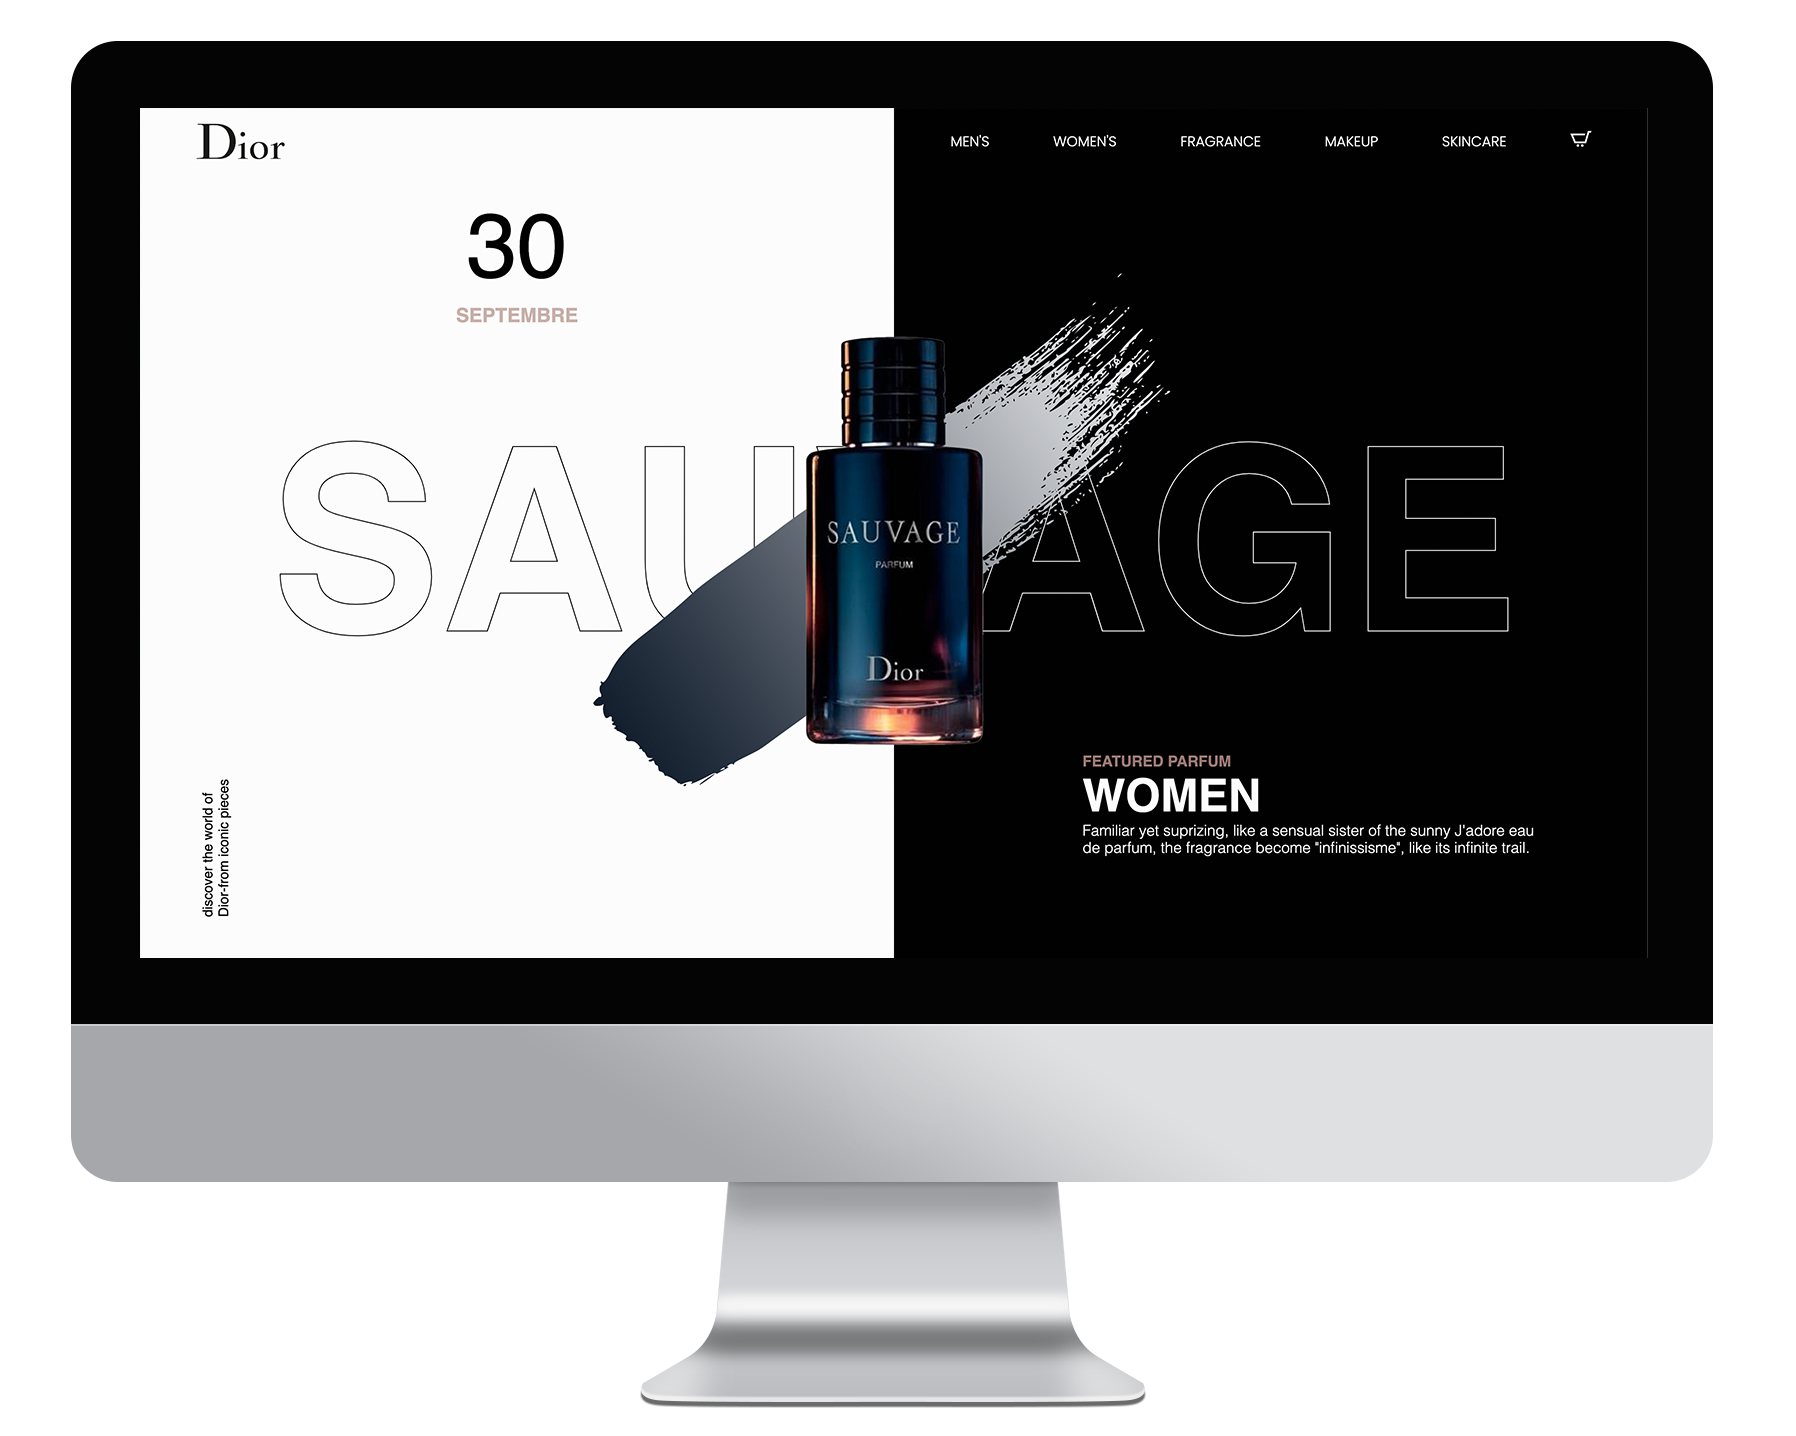 Dior
MEN'S
WOMEN'S
FRAGRANCE
MAKEUP
SKINCARE
30
SEPTEMBRE
SAUVAGE
SAUVAGE
PARFUM
Dior
FEATURED PARFUM
WOMEN
Familiar yet suprizing, like a sensual sister of the sunny J'adore eau
de parfum, the fragrance become "infinissisme", like its infinite trail.
discover the world of
Dior-from iconic pieces